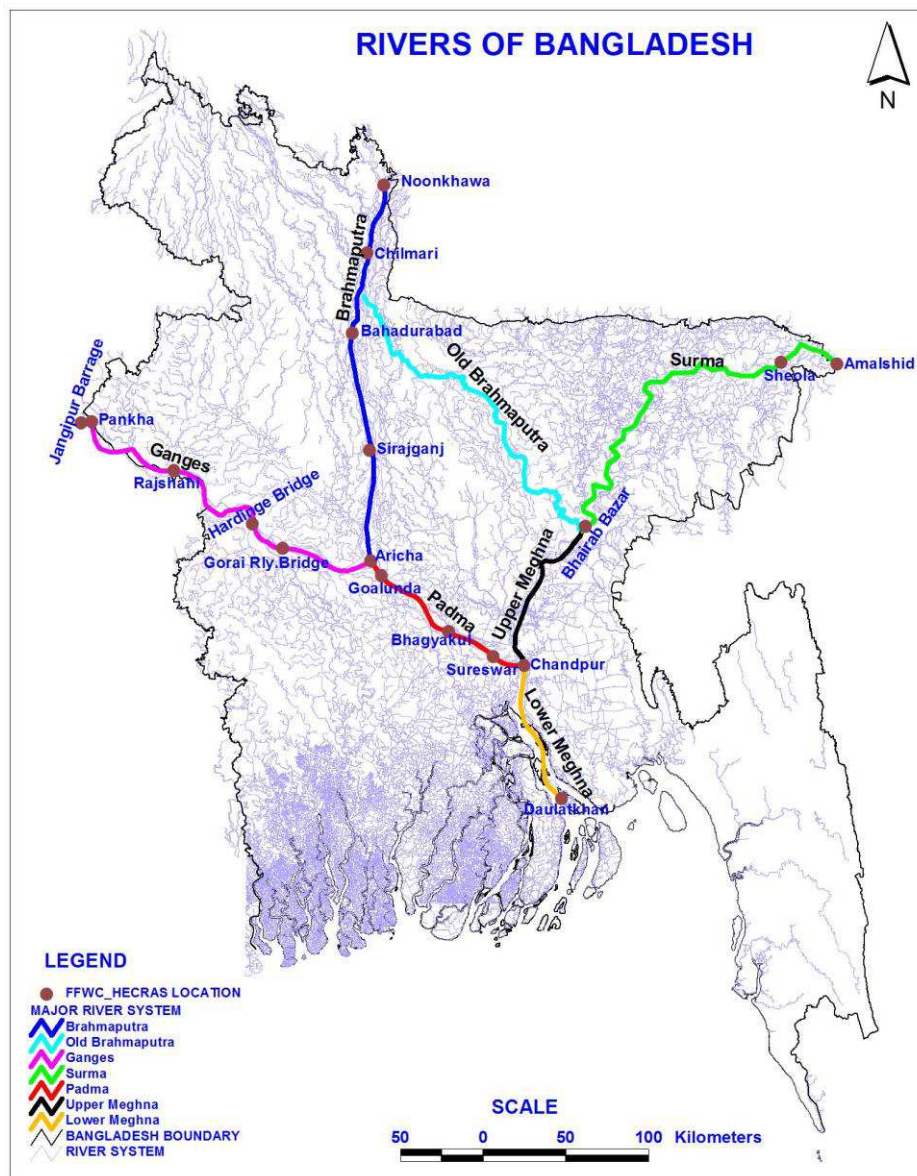 RIVERS OF BANGLADESH
N
Noonkhawa
Brahmaputra
Chilmari
Bahadurabad
Old Brahmaputra
Surma
Sheola
Amalshid
Jangipur Barrage
Pankha
Ganges
Rajshahi
Sirajganj
Hardinge Bridge
Gorai Rly.Bridge
Aricha
Goalunda
Bhairab Bazar
Upper Meghna
Padma
Bhagyakul
Sureswar
Chandpur
Lower Meghna
Daulatkhan
LEGEND
FFWC_HECRAS LOCATION
MAJOR RIVER SYSTEM
Brahmaputra
Old Brahmaputra
Ganges
Surma
Padma
Upper Meghna
Lower Meghna
BANGLADESH BOUNDARY
RIVER SYSTEM
SCALE
50 0 50 100 Kilometers